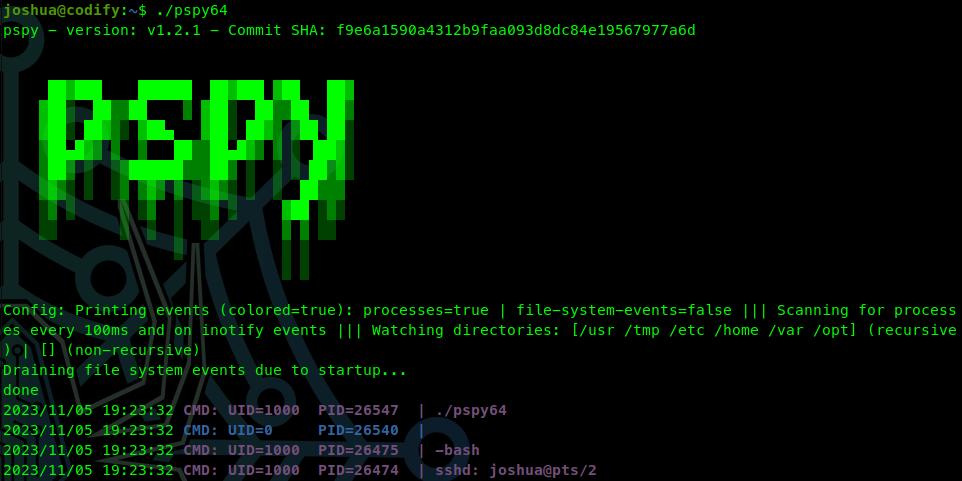 joshua@codify:~$ ./pspy64
pspy - version: v1.2.1 - Commit SHA: f9e6a1590a4312b9faa093d8dc84e19567977a6d
pspy
Config: Printing events (colored=true): processes=true | file-system-events=false ||| Scanning for process
es every 100ms and on inotify events ||| Watching directories: [/usr /tmp /etc /home /var /opt] (recursive
) | [] (non-recursive)
Draining file system events due to startup...
done
2023/11/05 19:23:32 CMD: UID=1000  PID=26547  | ./pspy64
2023/11/05 19:23:32 CMD: UID=0     PID=26540  |
2023/11/05 19:23:32 CMD: UID=1000  PID=26475  | -bash
2023/11/05 19:23:32 CMD: UID=1000  PID=26474  | sshd: joshua@pts/2